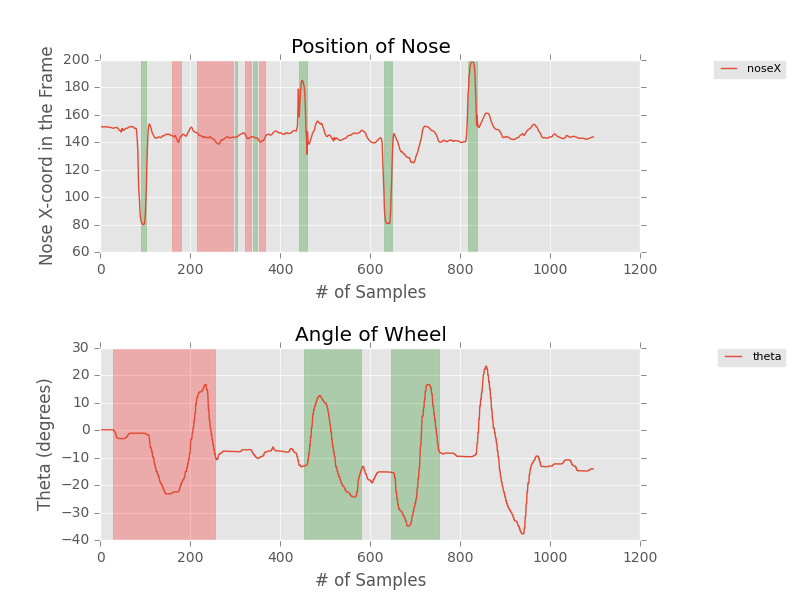 Position of Nose
noseX
Nose X-coord in the Frame
200
180
160
140
120
100
80
60
0 200 400 600 800 1000 1200
# of Samples
Angle of Wheel
theta
Theta (degrees)
30
20
10
0
−10
−20
−30
−40
0 200 400 600 800 1000 1200
# of Samples